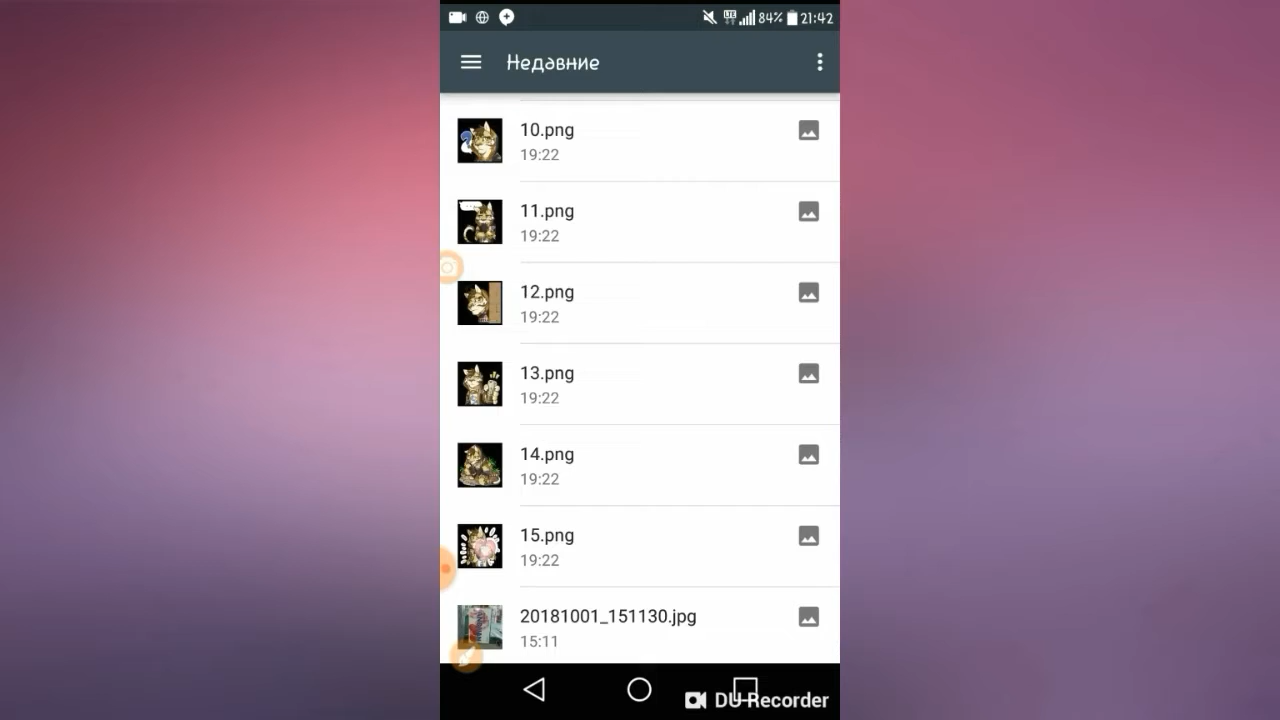 84% 21:42
Недавние
10.png
19:22
11.png
19:22
12.png
19:22
13.png
19:22
14.png
19:22
15.png
19:22
20181001_151130.jpg
15:11
DU Recorder